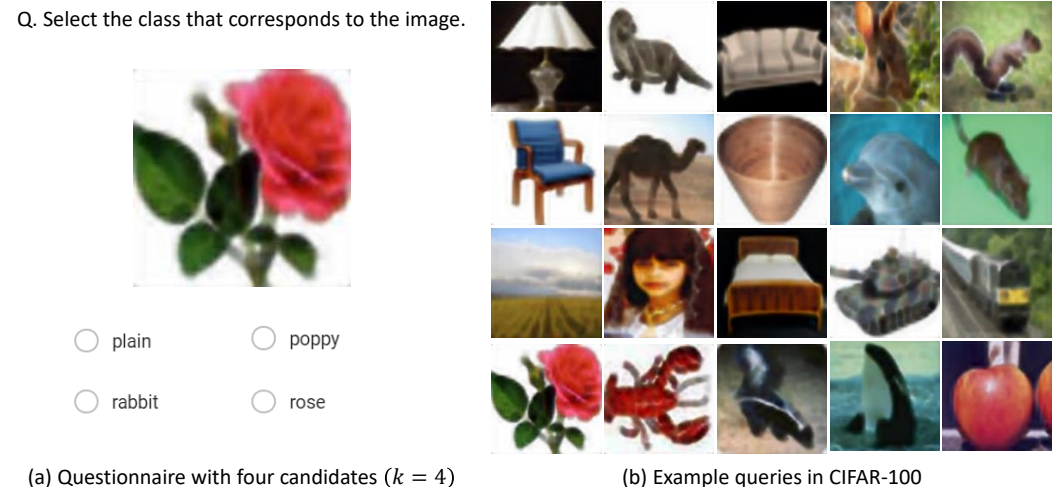 Q. Select the class that corresponds to the image.
plain
poppy
rabbit
rose
(a) Questionnaire with four candidates (k = 4)
(b) Example queries in CIFAR-100